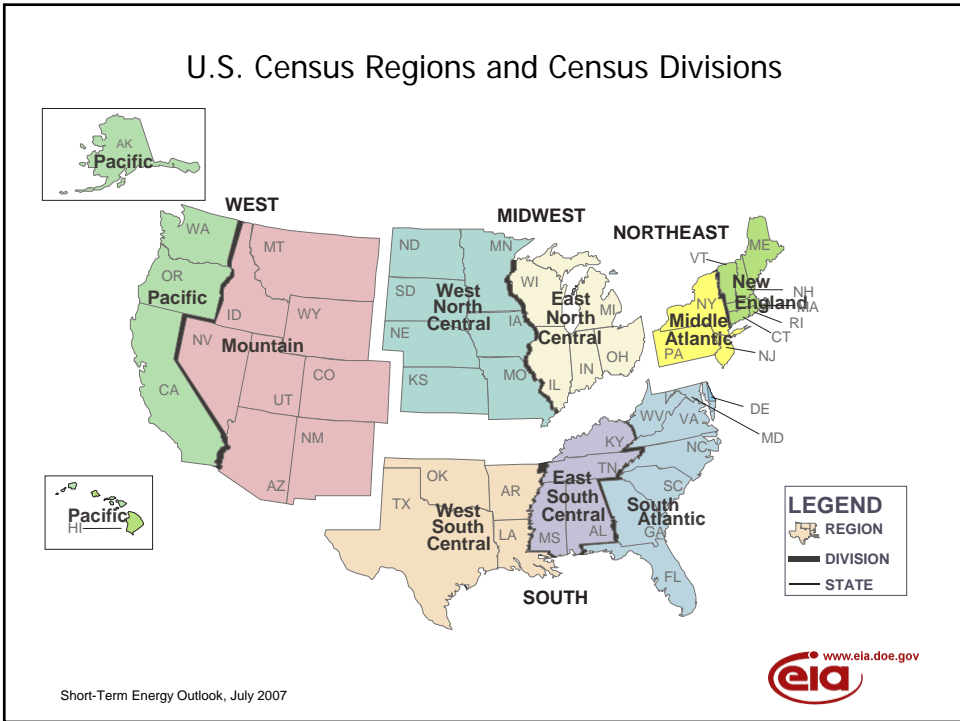 U.S. Census Regions and Census Divisions
AK
Pacific
WEST
WA
OR
Pacific
CA
MT
ID
WY
NV
Mountain
UT
CO
AZ
NM
Pacific
HI
MIDWEST
ND
MN
SD
West
North
Central
NE
IA
KS
MO
WI
East
North
Central
MI
IL
IN
OH
NORTHEAST
VT
ME
New
England
NH
MA
RI
CT
NY
Middle
Atlantic
PA
NJ
DE
MD
WV
VA
NC
SC
South
Atlantic
GA
FL
KY
TN
East
South
Central
MS
AL
OK
TX
AR
West
South
Central
LA
SOUTH
LEGEND
REGION
DIVISION
STATE
Short-Term Energy Outlook, July 2007
www.eia.doe.gov
eia